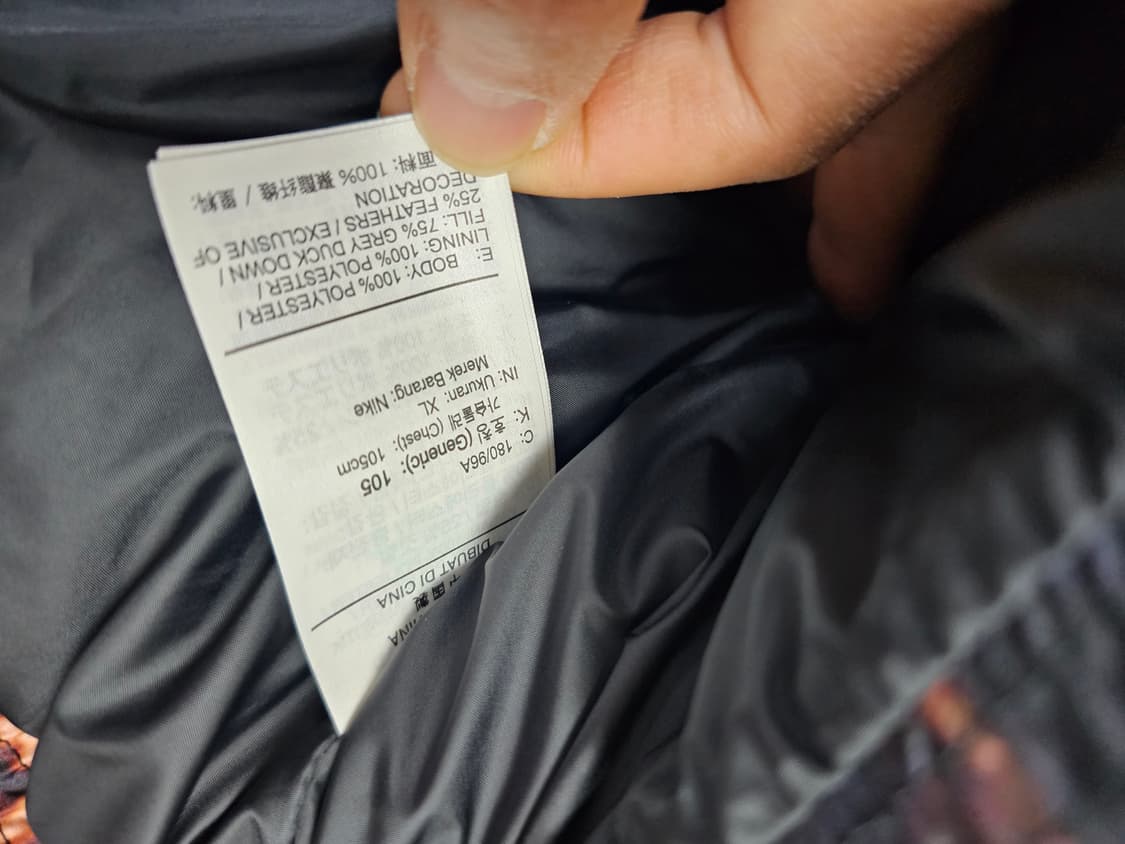 DIBUAT DI CINA
C: 180/96A
K: 호칭 (Generic): 105
가슴둘레 (Chest): 105cm
IN: Ukuran: XL
Merek Barang: Nike
E: BODY: 100% POLYESTER /
LINING: 100% POLYESTER /
FILL: 75% GREY DUCK DOWN /
25% FEATHERS / EXCLUSIVE OF
DECORATION
面料: 100% 聚酯纤维 / 里料: